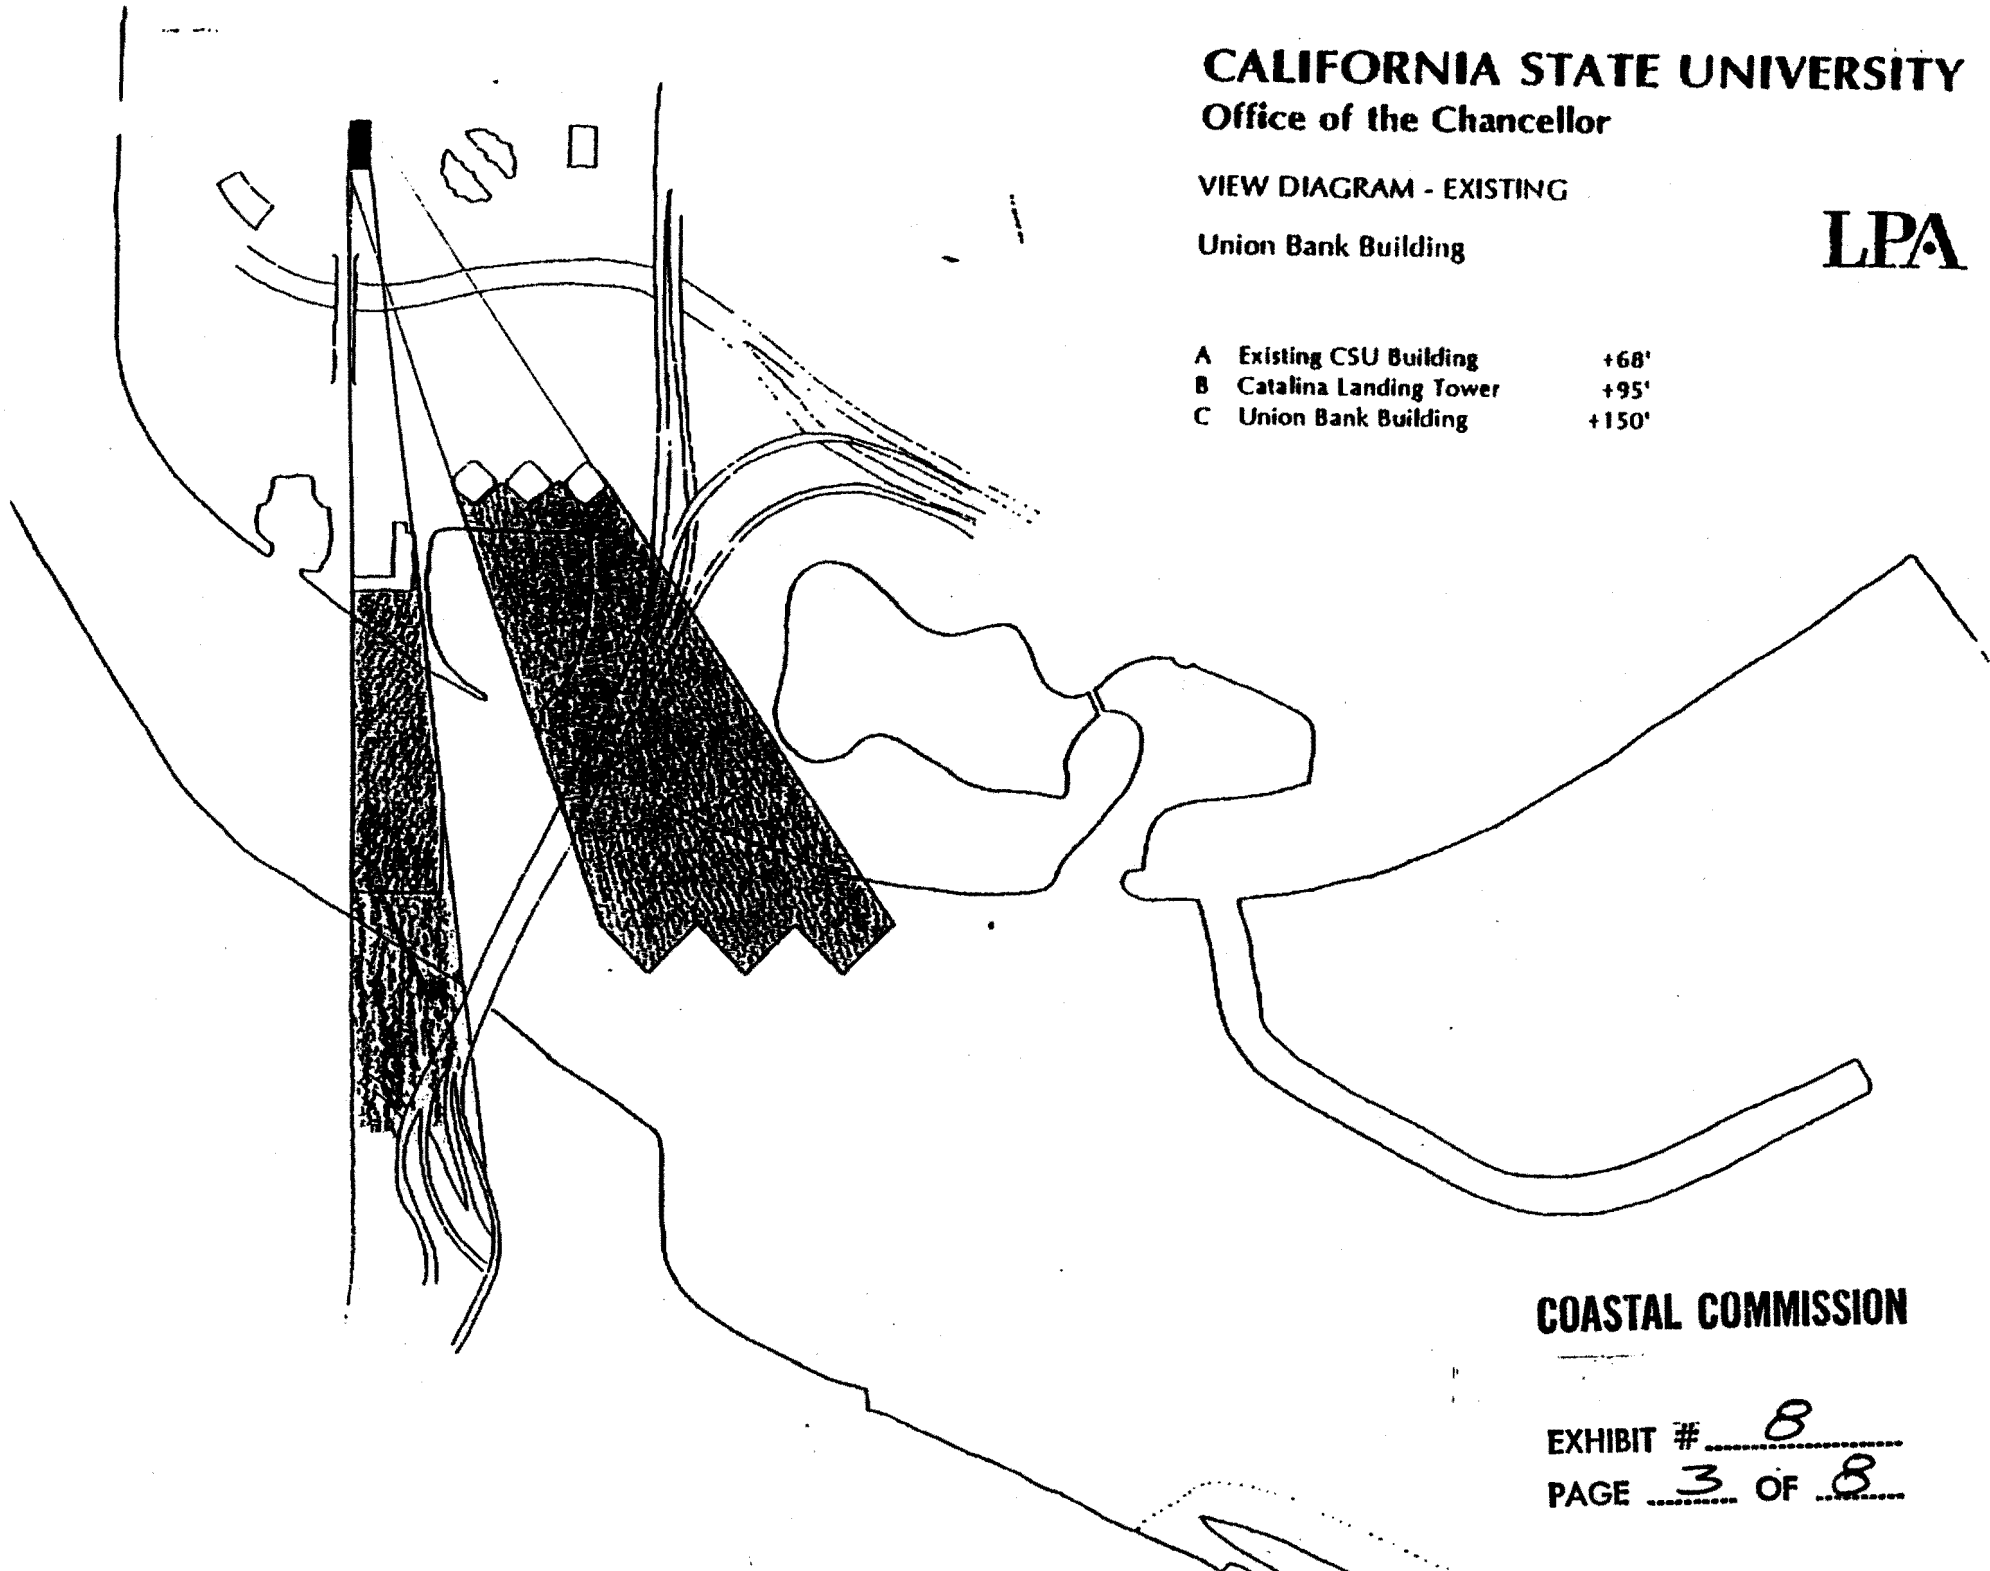 CALIFORNIA STATE UNIVERSITY
Office of the Chancellor
VIEW DIAGRAM - EXISTING
Union Bank Building
LPA
A Existing CSU Building +68'
B Catalina Landing Tower +95'
C Union Bank Building +150'
COASTAL COMMISSION
EXHIBIT # 8
PAGE 3 OF 8